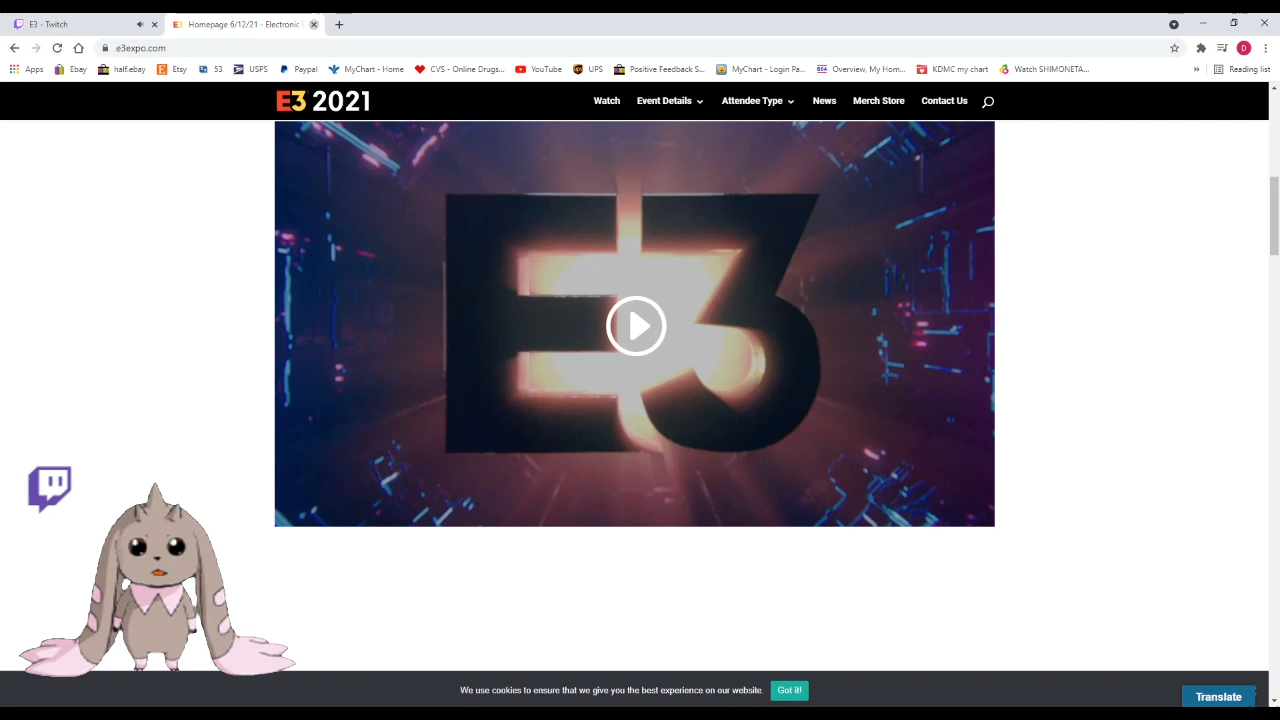 E3 - Twitch
E3 Homepage 6/12/21 - Electronic
e3expo.com
D
Apps Ebay half.ebay Etsy 53 USPS Paypal MyChart - Home CVS - Online Drugs... YouTube UPS Positive Feedback S... MyChart - Login Pa... SSA Overview, My Hom... KDMC my chart Watch SHIMONETA... » Reading list
E3 2021 Watch Event Details Attendee Type News Merch Store Contact Us
E3
We use cookies to ensure that we give you the best experience on our website. Got it!
Translate